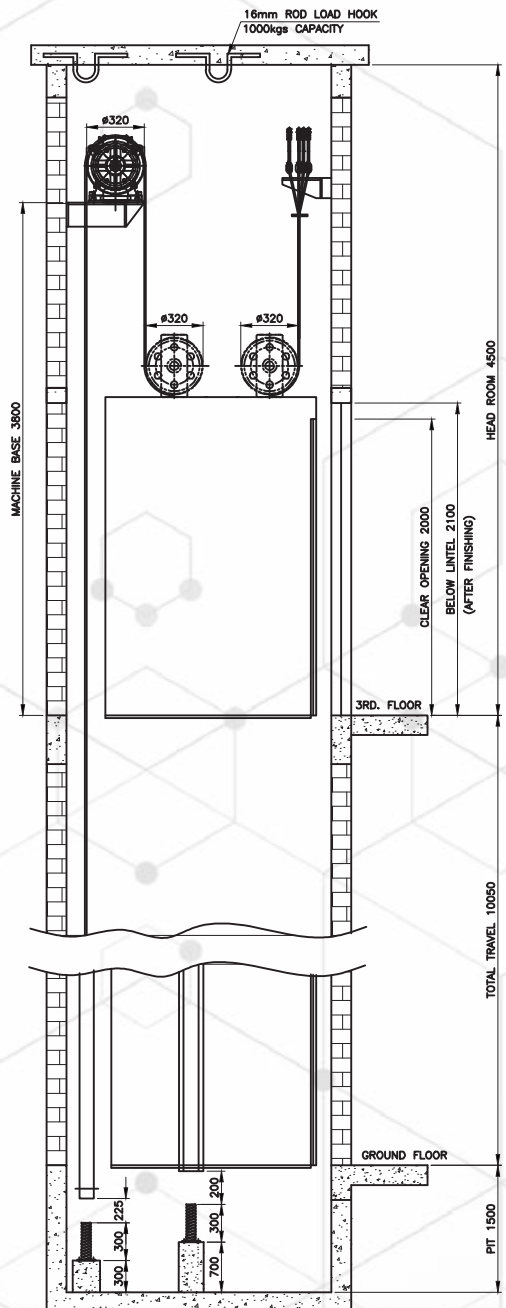 16mm ROD LOAD HOOK
1000kgs CAPACITY
ø320
ø320
ø320
MACHINE BASE 3800
HEAD ROOM 4500
CLEAR OPENING 2000
BELOW LINTEL 2100
(AFTER FINISHING)
3RD. FLOOR
TOTAL TRAVEL 10050
GROUND FLOOR
PIT 1500
225
300
300
200
300
700